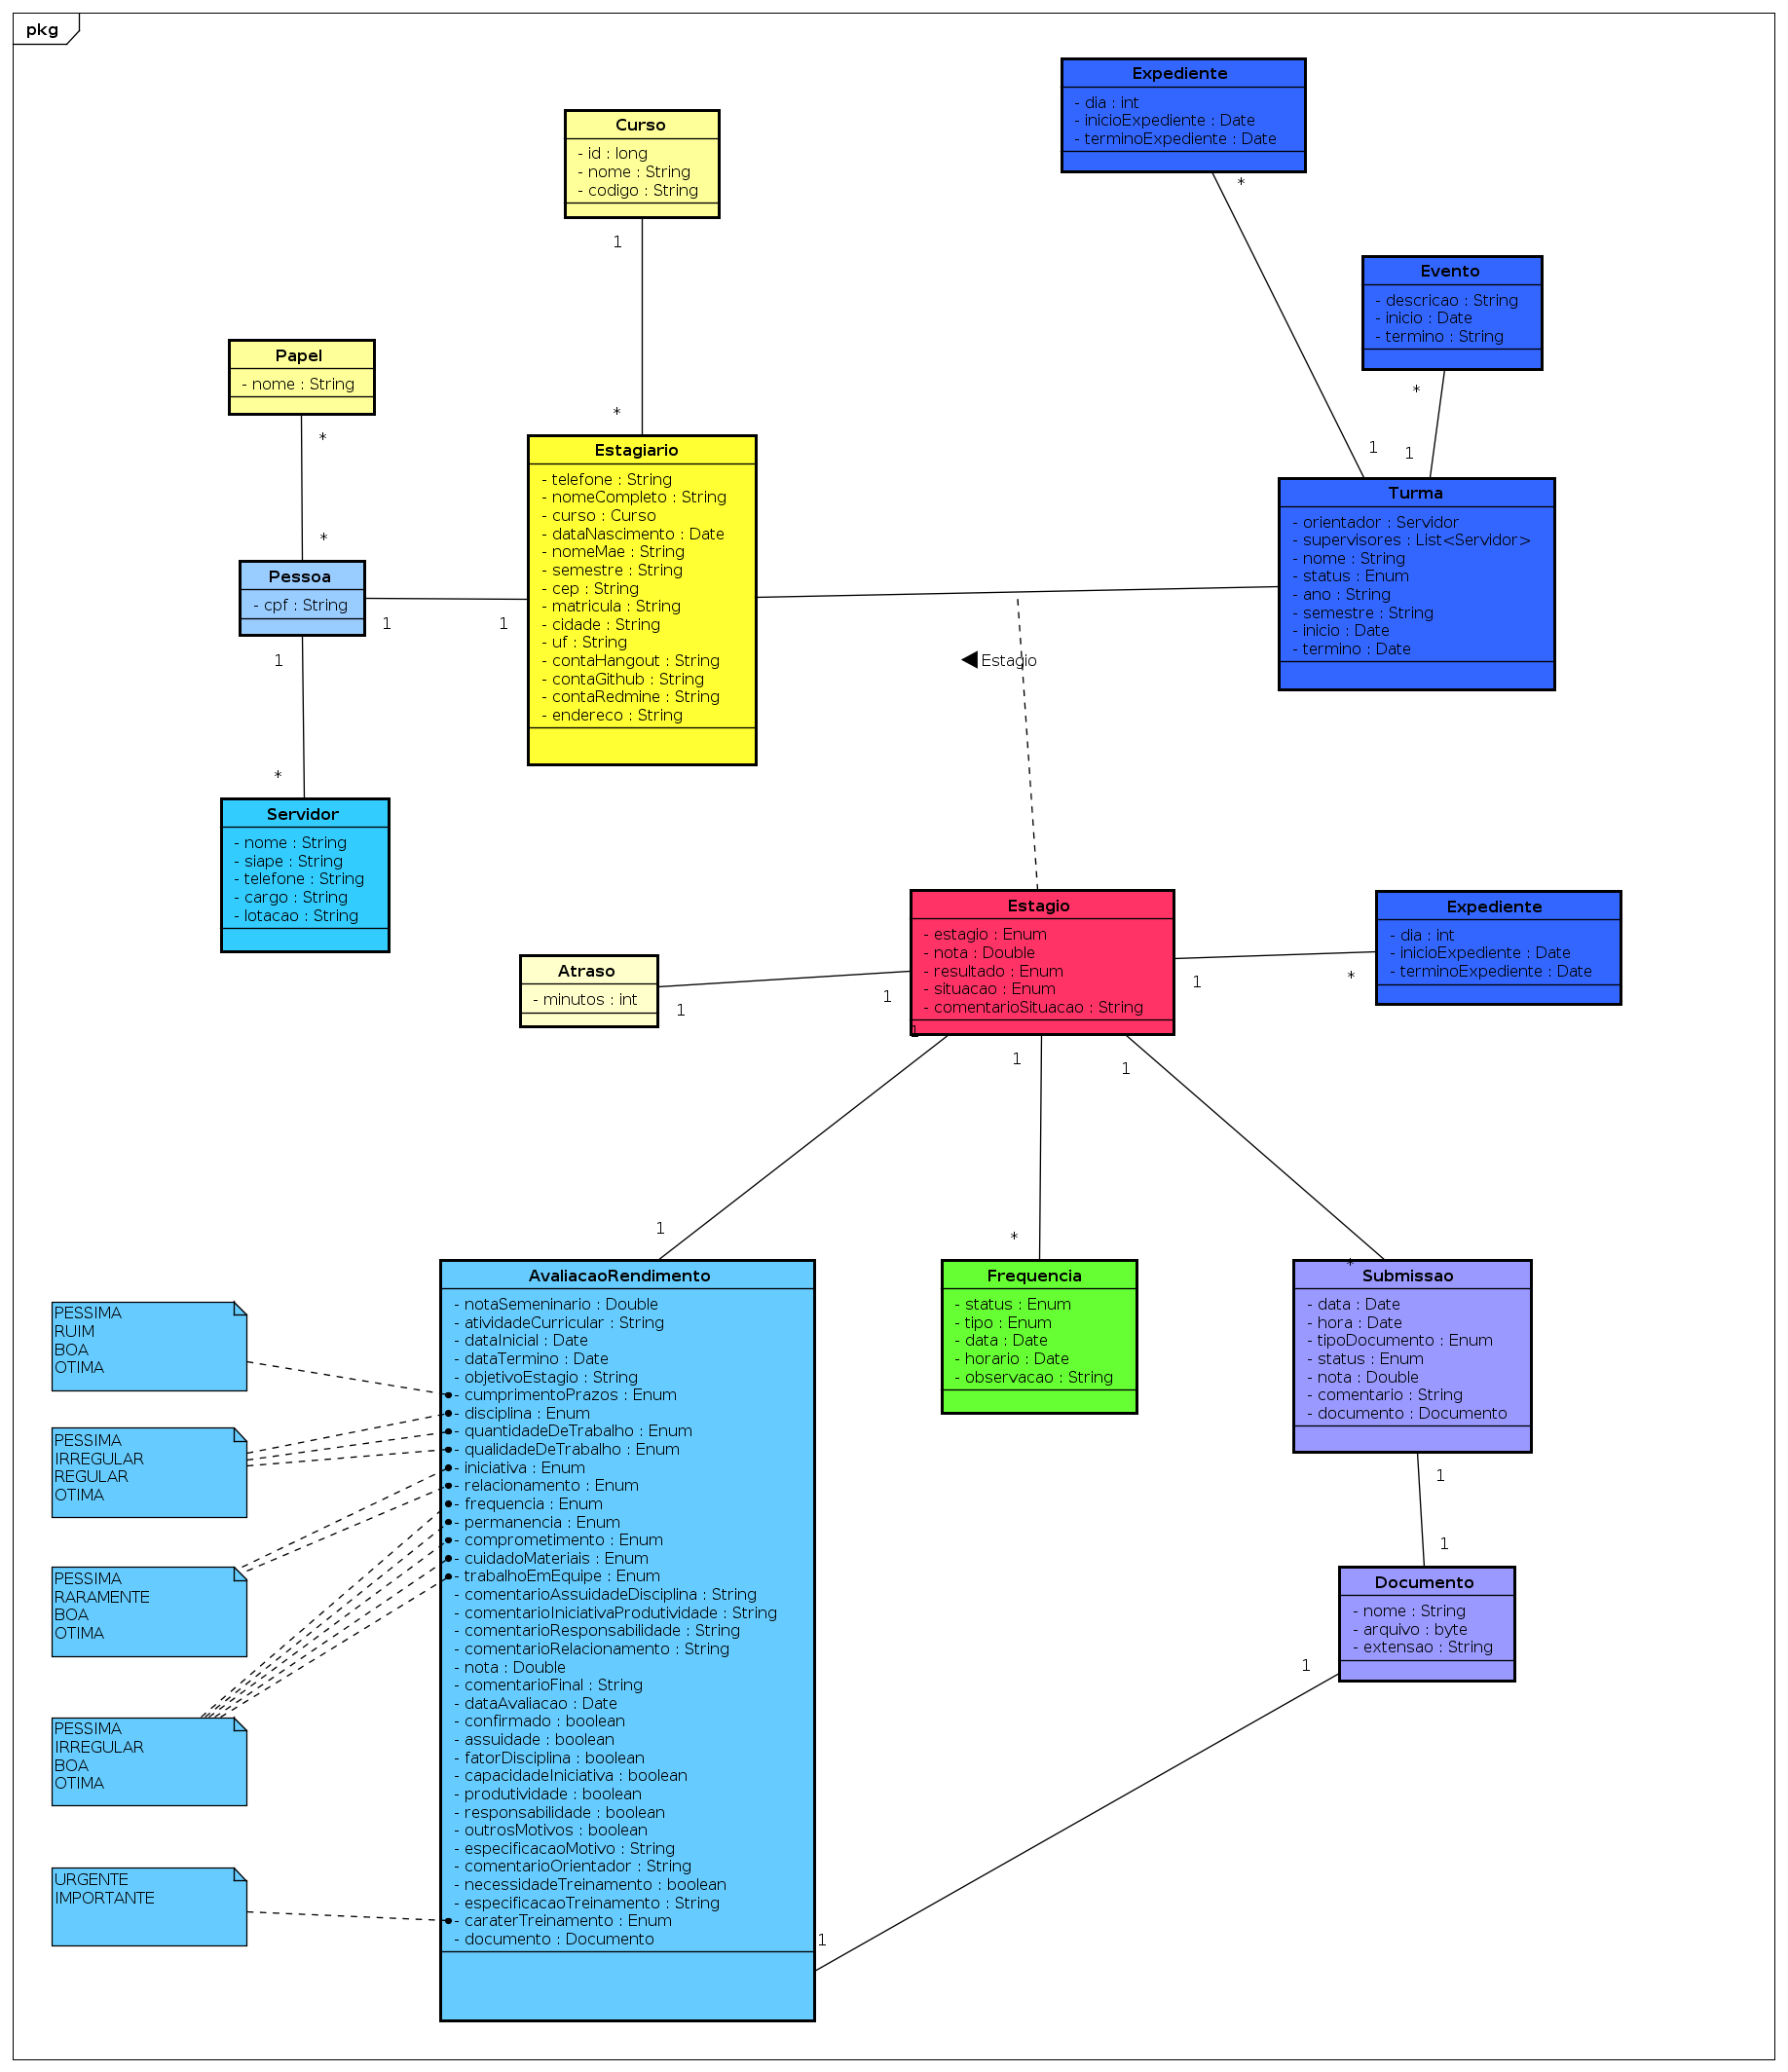 pkg
Expediente
- dia : int
- inicioExpediente : Date
- terminoExpediente : Date
*
1
Curso
- id : long
- nome : String
- codigo : String
1
*
Evento
- descricao : String
- inicio : Date
- termino : String
*
1
Papel
- nome : String
*
*
Estagiario
- telefone : String
- nomeCompleto : String
- curso : Curso
- dataNascimento : Date
- nomeMae : String
- semestre : String
- cep : String
- matricula : String
- cidade : String
- uf : String
- contaHangout : String
- contaGithub : String
- contaRedmine : String
- endereco : String
Turma
- orientador : Servidor
- supervisores : List<Servidor>
- nome : String
- status : Enum
- ano : String
- semestre : String
- inicio : Date
- termino : Date
Pessoa
- cpf : String
1
1
1
*
Estagio
Servidor
- nome : String
- siape : String
- telefone : String
- cargo : String
- lotacao : String
Estagio
- estagio : Enum
- nota : Double
- resultado : Enum
- situacao : Enum
- comentarioSituacao : String
Expediente
- dia : int
- inicioExpediente : Date
- terminoExpediente : Date
1
*
Atraso
- minutos : int
1
1
1
1
1
1
*
*
AvaliacaoRendimento
- notaSemeninario : Double
- atividadeCurricular : String
- dataInicial : Date
- dataTermino : Date
- objetivoEstagio : String
- cumprimentoPrazos : Enum
- disciplina : Enum
- quantidadeDeTrabalho : Enum
- qualidadeDeTrabalho : Enum
- iniciativa : Enum
- relacionamento : Enum
- frequencia : Enum
- permanencia : Enum
- comprometimento : Enum
- cuidadoMateriais : Enum
- trabalhoEmEquipe : Enum
- comentarioAssuidadeDisciplina : String
- comentarioIniciativaProdutividade : String
- comentarioResponsabilidade : String
- comentarioRelacionamento : String
- nota : Double
- comentarioFinal : String
- dataAvaliacao : Date
- confirmado : boolean
- assuidade : boolean
- fatorDisciplina : boolean
- capacidadeIniciativa : boolean
- produtividade : boolean
- responsabilidade : boolean
- outrosMotivos : boolean
- especificacaoMotivo : String
- comentarioOrientador : String
- necessidadeTreinamento : boolean
- especificacaoTreinamento : String
- caraterTreinamento : Enum
- documento : Documento
Frequencia
- status : Enum
- tipo : Enum
- data : Date
- horario : Date
- observacao : String
Submissao
- data : Date
- hora : Date
- tipoDocumento : Enum
- status : Enum
- nota : Double
- comentario : String
- documento : Documento
1
1
Documento
- nome : String
- arquivo : byte
- extensao : String
1
1
PESSIMA
RUIM
BOA
OTIMA
PESSIMA
IRREGULAR
REGULAR
OTIMA
PESSIMA
RARAMENTE
BOA
OTIMA
PESSIMA
IRREGULAR
BOA
OTIMA
URGENTE
IMPORTANTE